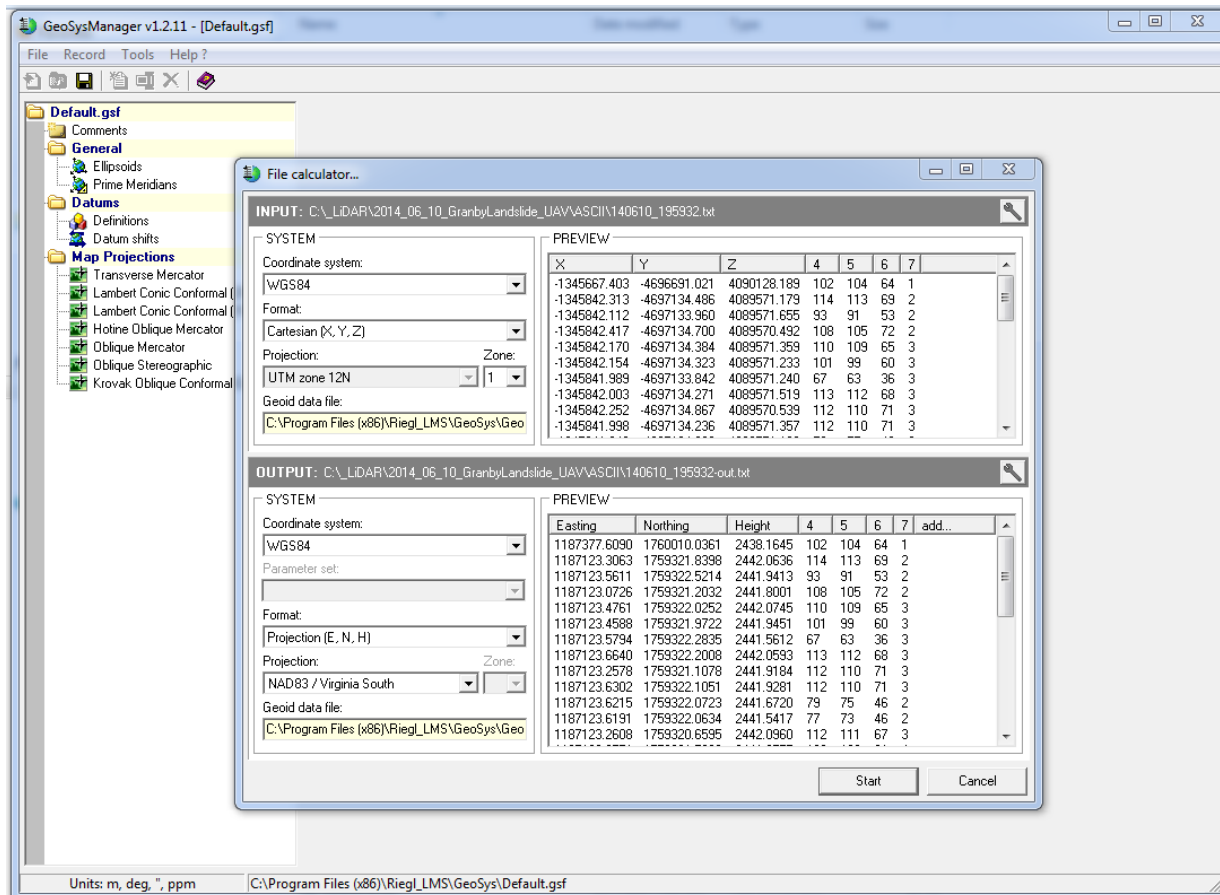 GeoSysManager v1.2.11 - [Default.gsf]
Name
Date modified
Type
Size
File Record Tools Help ?
Default.gsf
Comments
General
Ellipsoids
Prime Meridians
Datums
Definitions
Datum shifts
Map Projections
Transverse Mercator
Lambert Conic Conformal (
Lambert Conic Conformal (
Hotine Oblique Mercator
Oblique Mercator
Oblique Stereographic
Krovak Oblique Conformal
File calculator...
INPUT: C:\_LiDAR\2014_06_10_GranbyLandslide_UAV\ASCII\140610_195932.txt
SYSTEM
Coordinate system:
WGS84
Format:
Cartesian (X, Y, Z)
Projection: Zone:
UTM zone 12N 1
Geoid data file:
C:\Program Files (x86)\Riegl_LMS\GeoSys\Geo
PREVIEW
X Y Z 4 5 6 7
-1345667.403 -4696691.021 4090128.189 102 104 64 1
-1345842.313 -4697134.486 4089571.179 114 113 69 2
-1345842.112 -4697133.960 4089571.655 93 91 53 2
-1345842.417 -4697134.700 4089570.492 108 105 72 2
-1345842.170 -4697134.384 4089571.359 110 109 65 3
-1345842.154 -4697134.323 4089571.233 101 99 60 3
-1345841.989 -4697133.842 4089571.240 67 63 36 3
-1345842.003 -4697134.271 4089571.519 113 112 68 3
-1345842.252 -4697134.867 4089570.539 112 110 71 3
-1345841.998 -4697134.236 4089571.357 112 110 71 3
OUTPUT: C:\_LiDAR\2014_06_10_GranbyLandslide_UAV\ASCII\140610_195932-out.txt
SYSTEM
Coordinate system:
WGS84
Parameter set:
Format:
Projection (E, N, H)
Projection: Zone:
NAD83 / Virginia South
Geoid data file:
C:\Program Files (x86)\Riegl_LMS\GeoSys\Geo
PREVIEW
Easting Northing Height 4 5 6 7 add...
1187377.6090 1760010.0361 2438.1645 102 104 64 1
1187123.3063 1759321.8398 2442.0636 114 113 69 2
1187123.5611 1759322.5214 2441.9413 93 91 53 2
1187123.0726 1759321.2032 2441.8001 108 105 72 2
1187123.4761 1759322.0252 2442.0745 110 109 65 3
1187123.4588 1759321.9722 2441.9451 101 99 60 3
1187123.5794 1759322.2835 2441.5612 67 63 36 3
1187123.6640 1759322.2008 2442.0593 113 112 68 3
1187123.2578 1759321.1078 2441.9184 112 110 71 3
1187123.6302 1759322.1051 2441.9281 112 110 71 3
1187123.6215 1759322.0723 2441.6720 79 75 46 2
1187123.6191 1759322.0634 2441.5417 77 73 46 2
1187123.2608 1759320.6595 2442.0960 112 111 67 3
Start Cancel
Units: m, deg, ", ppm C:\Program Files (x86)\Riegl_LMS\GeoSys\Default.gsf